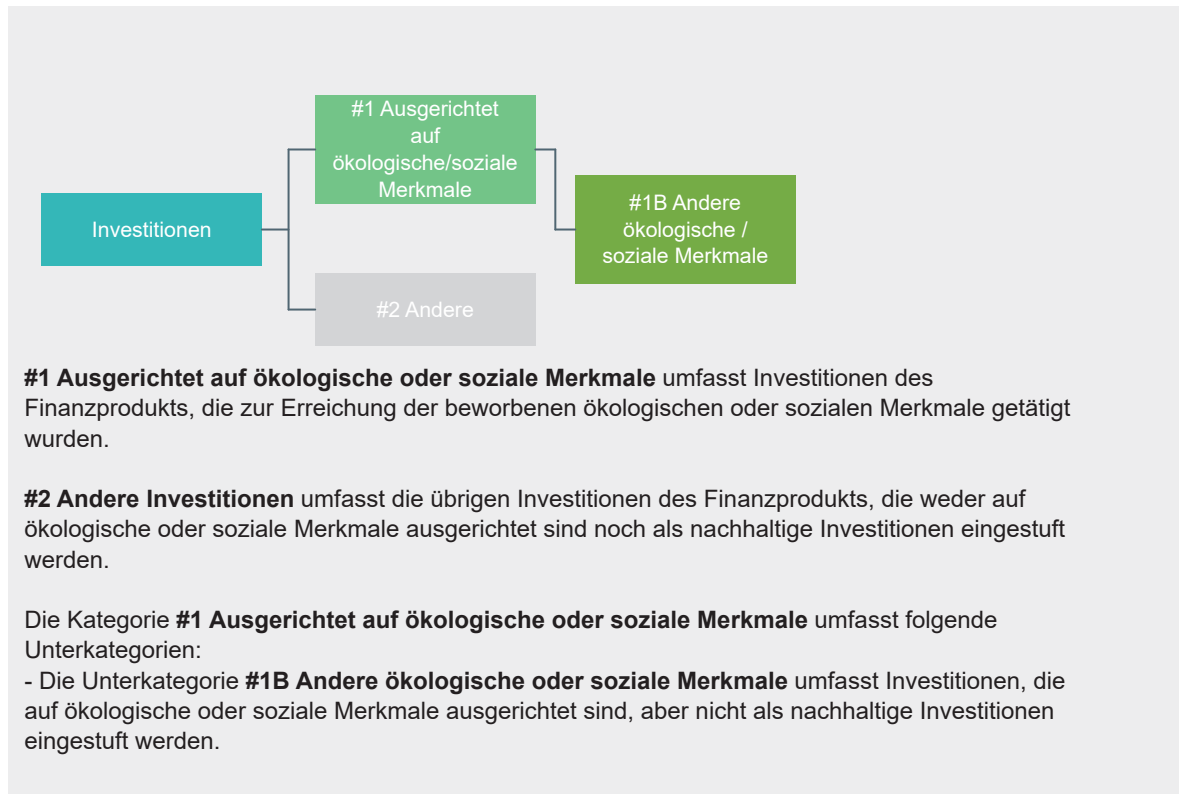 #1 Ausgerichtet
auf
ökologische/soziale
Merkmale
Investitionen
#1B Andere
ökologische /
soziale Merkmale
#2 Andere
#1 Ausgerichtet auf ökologische oder soziale Merkmale umfasst Investitionen des
Finanzprodukts, die zur Erreichung der beworbenen ökologischen oder sozialen Merkmale getätigt
wurden.
#2 Andere Investitionen umfasst die übrigen Investitionen des Finanzprodukts, die weder auf
ökologische oder soziale Merkmale ausgerichtet sind noch als nachhaltige Investitionen eingestuft
werden.
Die Kategorie #1 Ausgerichtet auf ökologische oder soziale Merkmale umfasst folgende
Unterkategorien:
- Die Unterkategorie #1B Andere ökologische oder soziale Merkmale umfasst Investitionen, die
auf ökologische oder soziale Merkmale ausgerichtet sind, aber nicht als nachhaltige Investitionen
eingestuft werden.